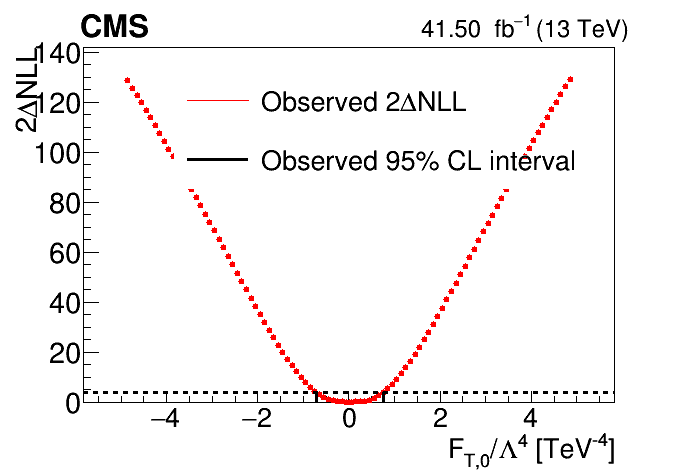 CMS 41.50 fb⁻¹ (13 TeV)
2ΔNLL
140
120
100
80
60
40
20
0
Observed 2ΔNLL
Observed 95% CL interval
−4 −2 0 2 4
F_{T,0}/Λ⁴ [TeV⁻⁴]